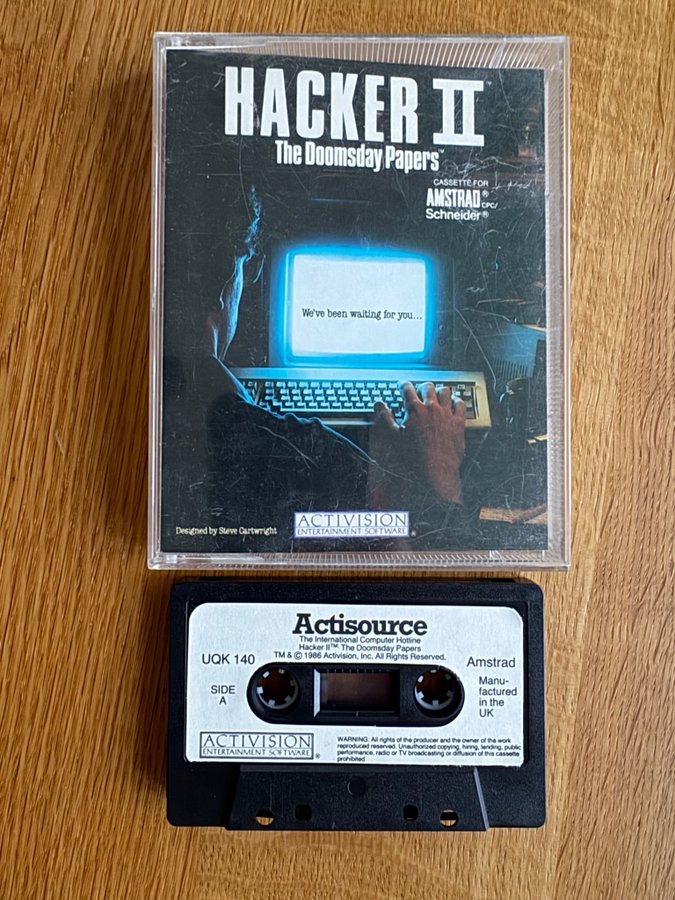 HACKER II™
The Doomsday Papers™
CASSETTE FOR
AMSTRAD® CPC/
Schneider®
We've been waiting for you...
Designed by Steve Cartwright
ACTIVISION
ENTERTAINMENT SOFTWARE®
Actisource
The International Computer Hotline
Hacker II™: The Doomsday Papers
TM & © 1986 Activision, Inc. All Rights Reserved.
UQK 140
Amstrad
SIDE
A
Manu-
factured
in the
UK
ACTIVISION
ENTERTAINMENT SOFTWARE®
WARNING: All rights of the producer and the owner of the work
reproduced reserved. Unauthorized copying, hiring, lending, public
performance, radio or TV broadcasting or diffusion of this cassette
prohibited